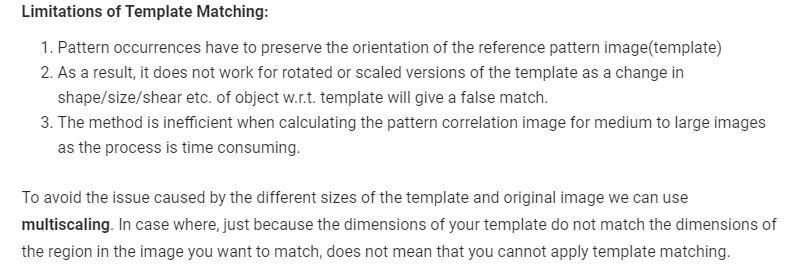 Limitations of Template Matching:
1. Pattern occurrences have to preserve the orientation of the reference pattern image(template)
2. As a result, it does not work for rotated or scaled versions of the template as a change in
shape/size/shear etc. of object w.r.t. template will give a false match.
3. The method is inefficient when calculating the pattern correlation image for medium to large images
as the process is time consuming.
To avoid the issue caused by the different sizes of the template and original image we can use
multiscaling. In case where, just because the dimensions of your template do not match the dimensions of
the region in the image you want to match, does not mean that you cannot apply template matching.